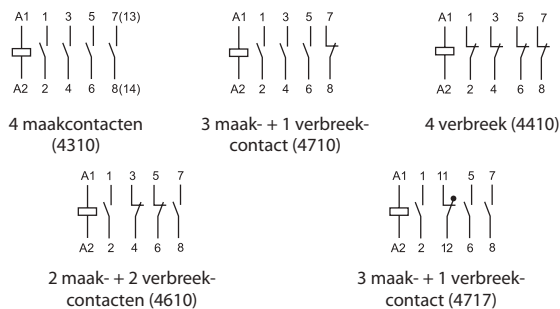 A1 1 3 5 7(13)
A2 2 4 6 8(14)
4 maakcontacten
(4310)
A1 1 3 5 7
A2 2 4 6 8
3 maak- + 1 verbreek-
contact (4710)
A1 1 3 5 7
A2 2 4 6 8
4 verbreek (4410)
A1 1 3 5 7
A2 2 4 6 8
2 maak- + 2 verbreek-
contacten (4610)
A1 1 11 5 7
A2 2 12 6 8
3 maak- + 1 verbreek-
contact (4717)